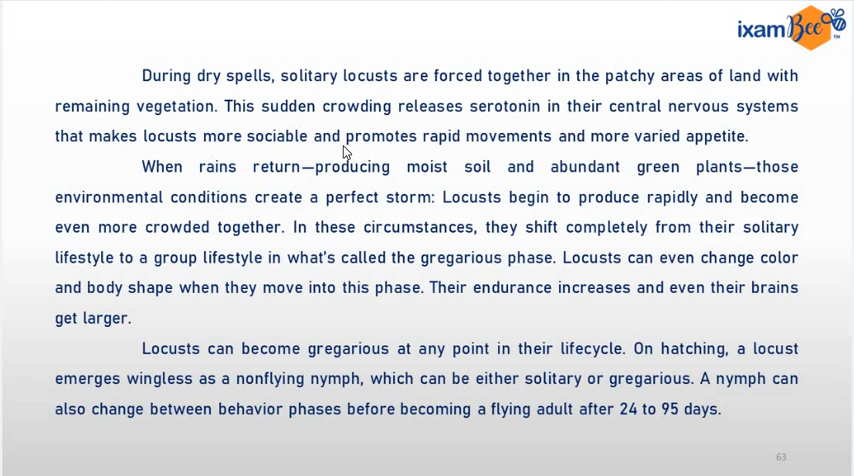 ixamBee™
During dry spells, solitary locusts are forced together in the patchy areas of land with
remaining vegetation. This sudden crowding releases serotonin in their central nervous systems
that makes locusts more sociable and promotes rapid movements and more varied appetite.
When rains return—producing moist soil and abundant green plants—those
environmental conditions create a perfect storm: Locusts begin to produce rapidly and become
even more crowded together. In these circumstances, they shift completely from their solitary
lifestyle to a group lifestyle in what's called the gregarious phase. Locusts can even change color
and body shape when they move into this phase. Their endurance increases and even their brains
get larger.
Locusts can become gregarious at any point in their lifecycle. On hatching, a locust
emerges wingless as a nonflying nymph, which can be either solitary or gregarious. A nymph can
also change between behavior phases before becoming a flying adult after 24 to 95 days.
63